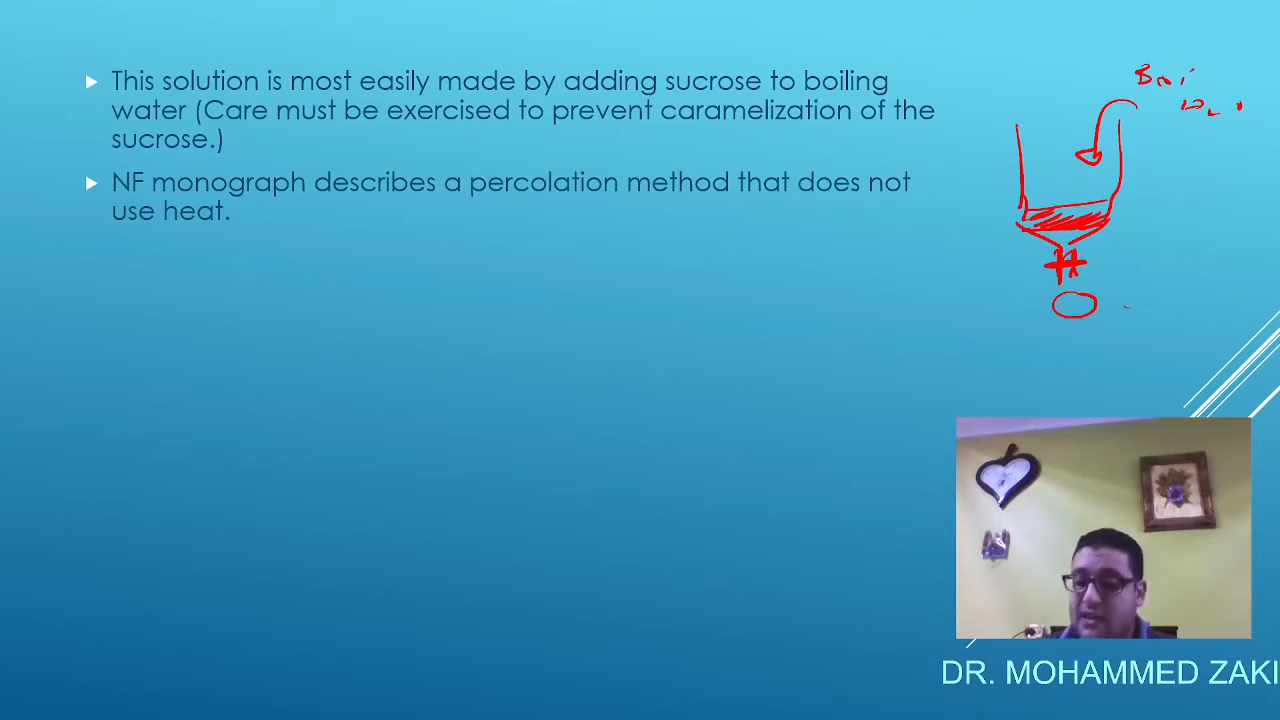 This solution is most easily made by adding sucrose to boiling
water (Care must be exercised to prevent caramelization of the
sucrose.)
NF monograph describes a percolation method that does not
use heat.
DR. MOHAMMED ZAKI